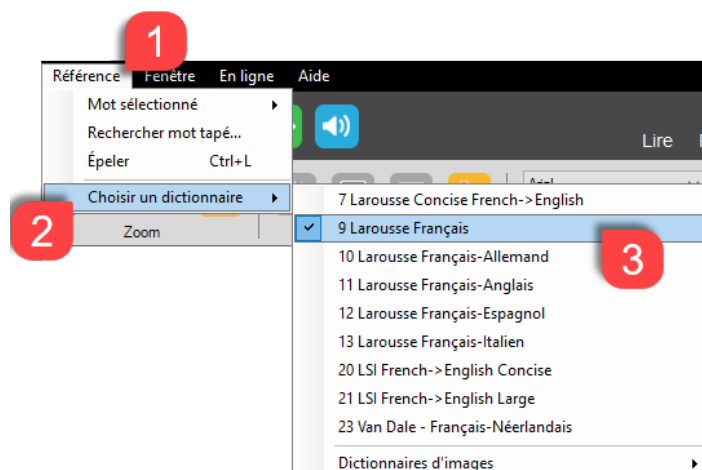 1
Référence Fenêtre En ligne Aide
Mot sélectionné
Rechercher mot tapé...
Lire
Épeler Ctrl+L
Choisir un dictionnaire
2
Zoom
7 Larousse Concise French->English
9 Larousse Français
3
10 Larousse Français-Allemand
11 Larousse Français-Anglais
12 Larousse Français-Espagnol
13 Larousse Français-Italien
20 LSI French->English Concise
21 LSI French->English Large
23 Van Dale - Français-Néerlandais
Dictionnaires d'images